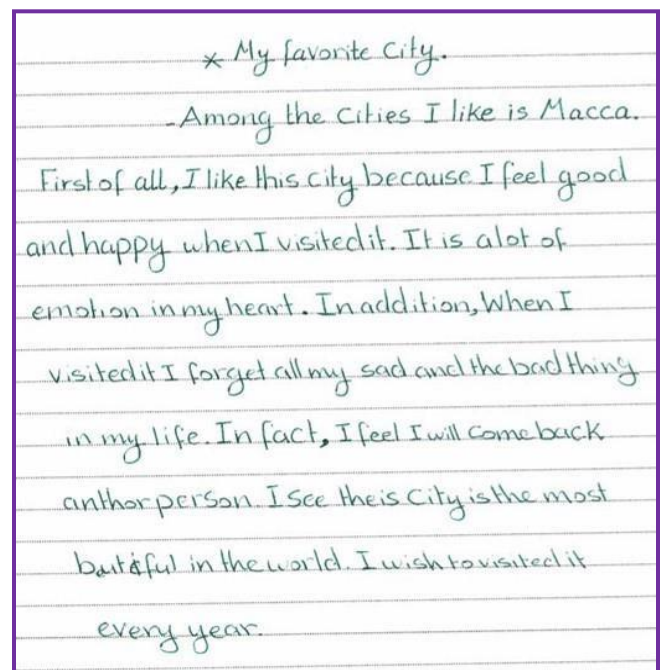 * My favorite City.
- Among the Cities I like is Macca.
First of all, I like this city because I feel good
and happy when I visited it. It is alot of
emotion in my heart. In addition, When I
visited it I forget all my sad and the bad thing
in my life. In fact, I feel I will come back
anthor person. I see theis City is the most
bautiful in the world. I wish to visited it
every year.